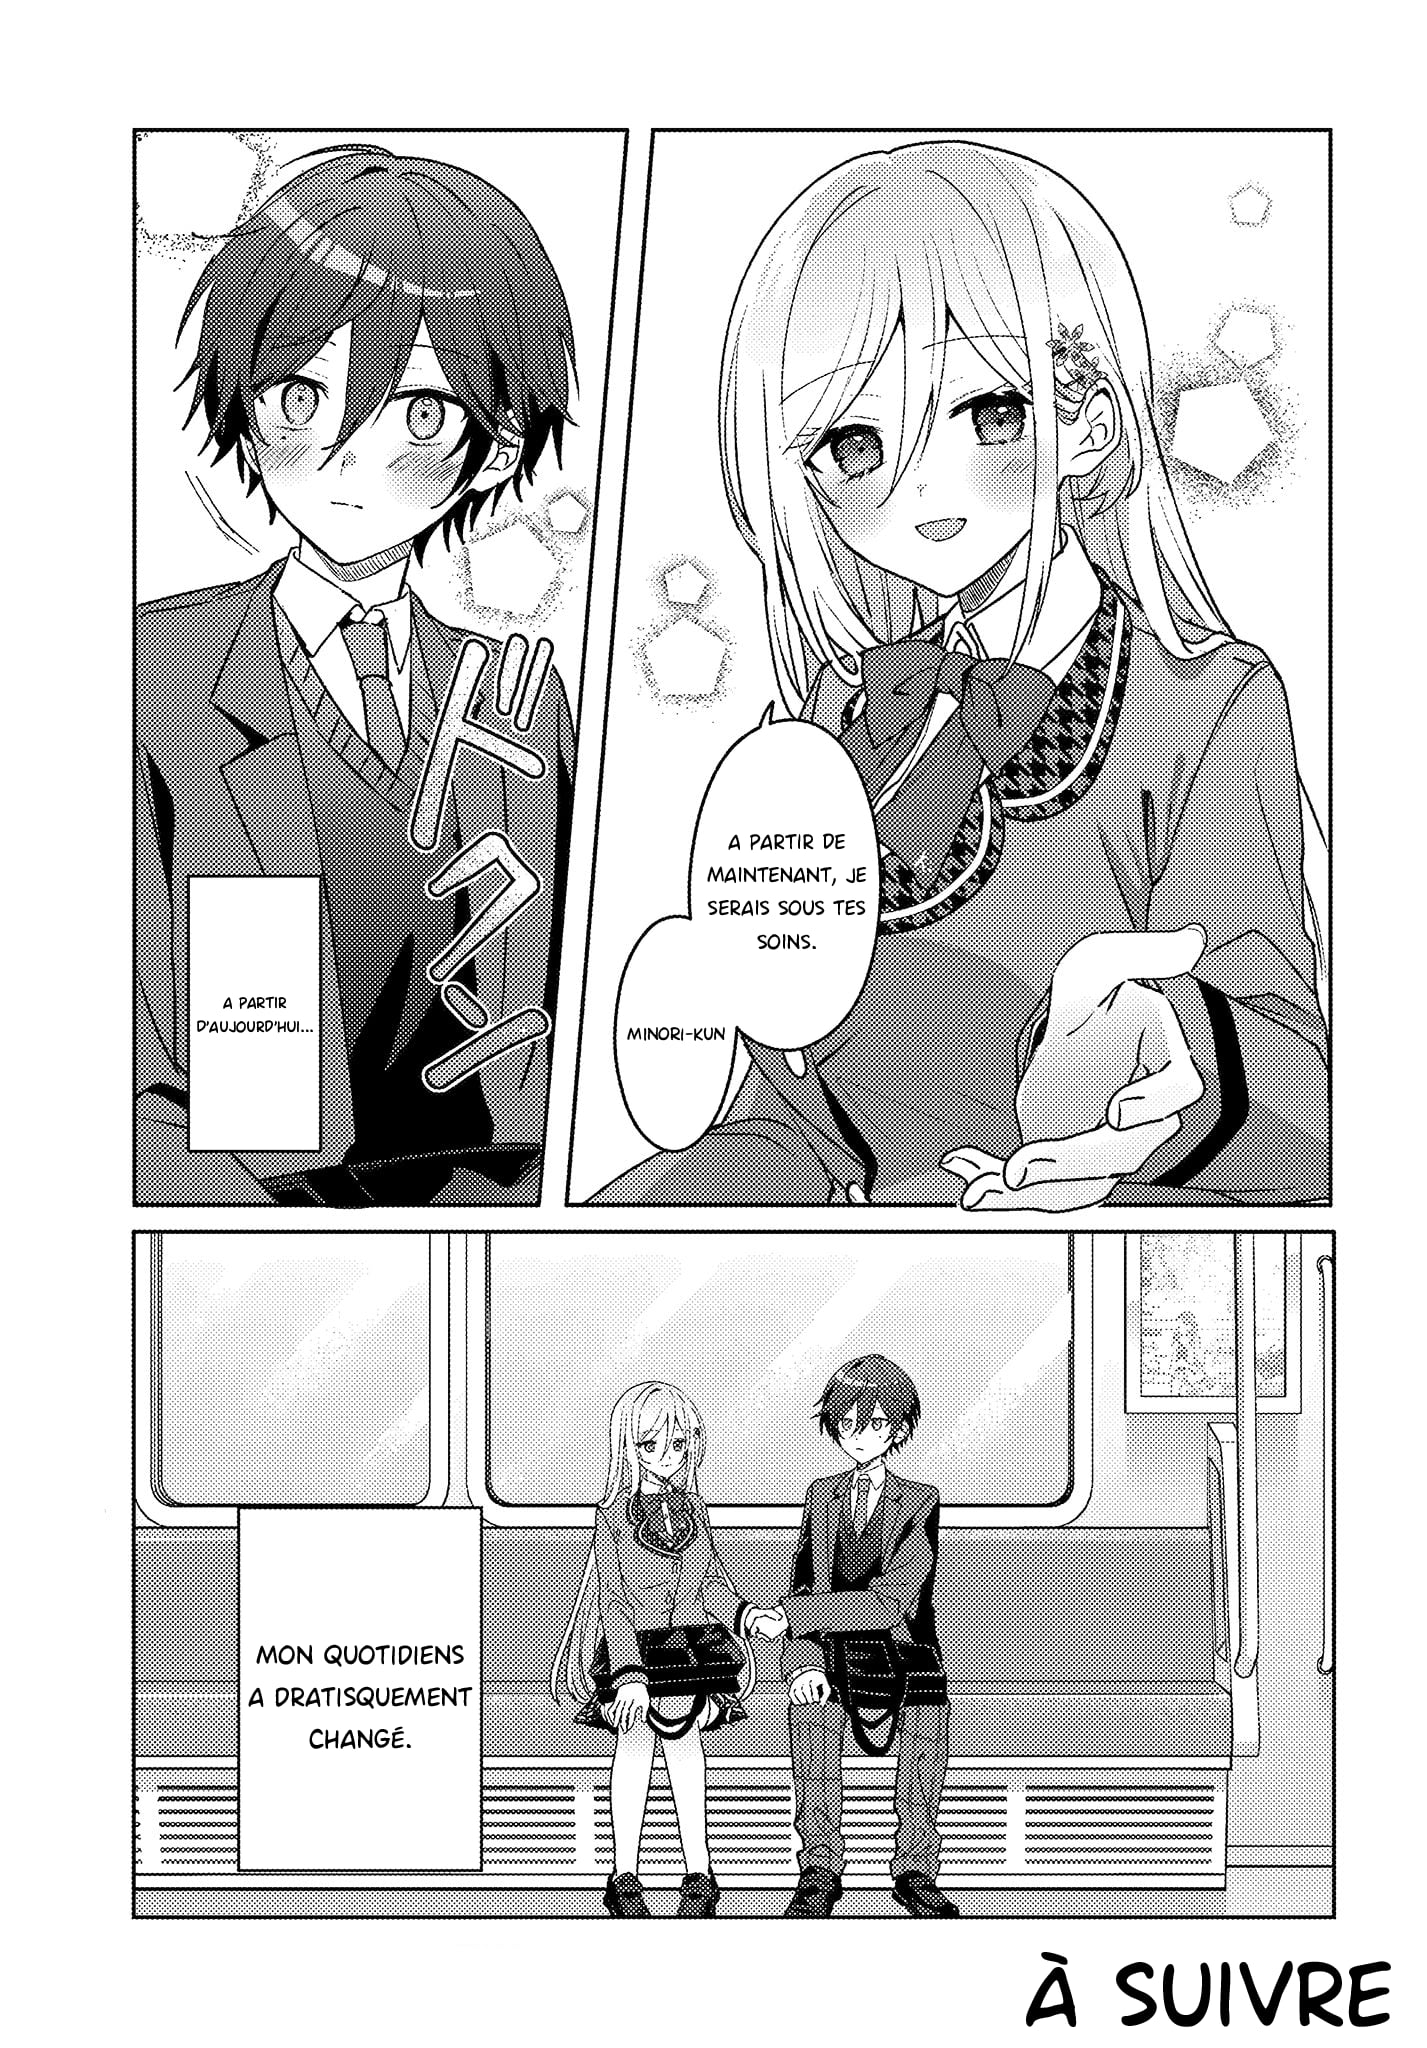 A PARTIR DE
MAINTENANT, JE
SERAIS SOUS TES
SOINS.
MINORI-KUN
ドクン
A PARTIR
D'AUJOURD'HUI...
MON QUOTIDIENS
A DRATISQUEMENT
CHANGÉ.
À SUIVRE